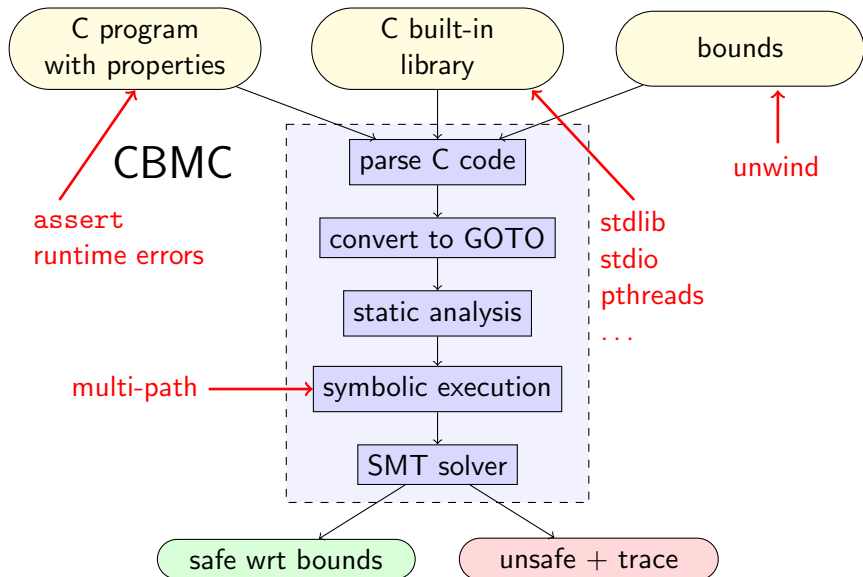 C program
with properties
C built-in
library
bounds
CBMC
parse C code
unwind
assert
runtime errors
convert to GOTO
stdlib
stdio
pthreads
. . .
static analysis
multi-path
symbolic execution
SMT solver
safe wrt bounds
unsafe + trace